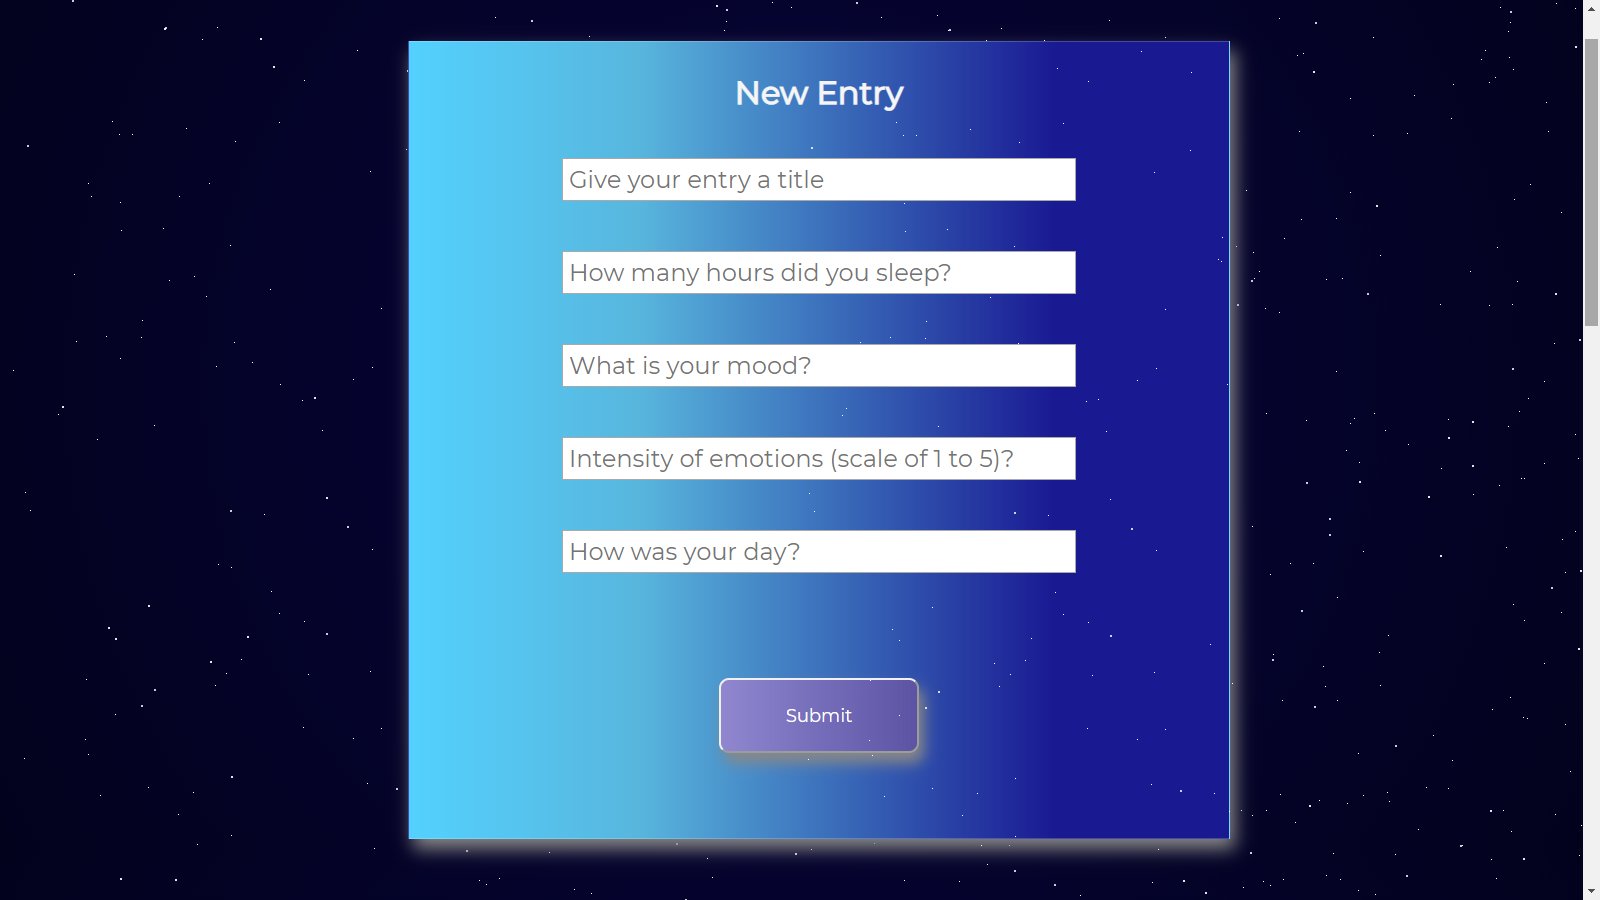 New Entry
Give your entry a title
How many hours did you sleep?
What is your mood?
Intensity of emotions (scale of 1 to 5)?
How was your day?
Submit